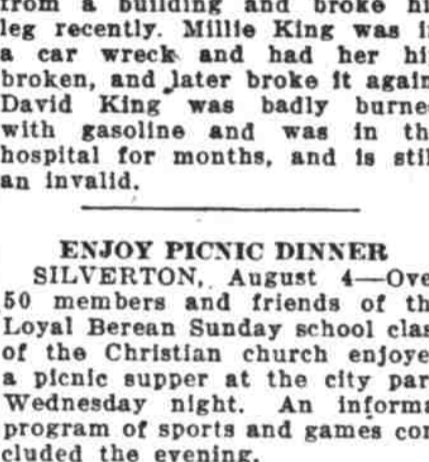 from a building and broke hi
leg recently. Millie King was i
a car wreck and had her hi
broken, and later broke it again
David King was badly burne
with gasoline and was in th
hospital for months, and is stil
an invalid.
ENJOY PICNIC DINNER
SILVERTON, August 4—Ove
50 members and friends of th
Loyal Berean Sunday school clas
of the Christian church enjoye
a picnic supper at the city par
Wednesday night. An informa
program of sports and games con
cluded the evening.